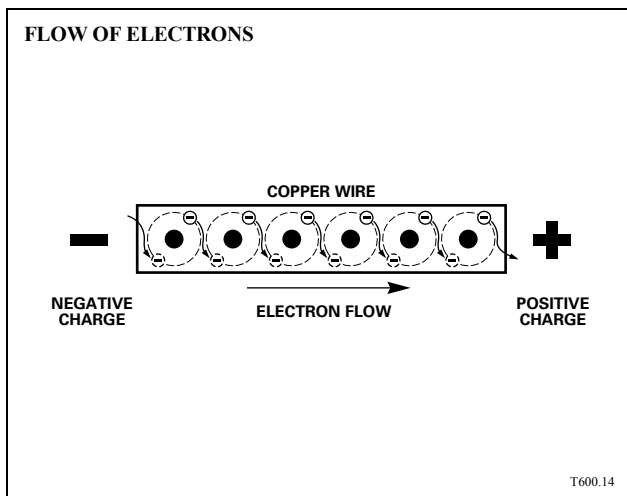 FLOW OF ELECTRONS
COPPER WIRE
NEGATIVE
CHARGE
ELECTRON FLOW
POSITIVE
CHARGE
T600.14